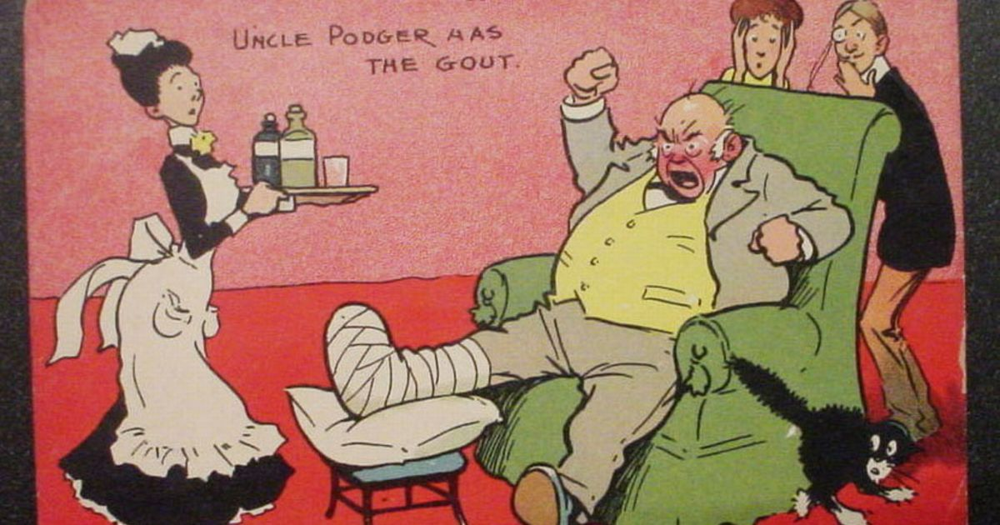 UNCLE PODGER HAS
THE GOUT.